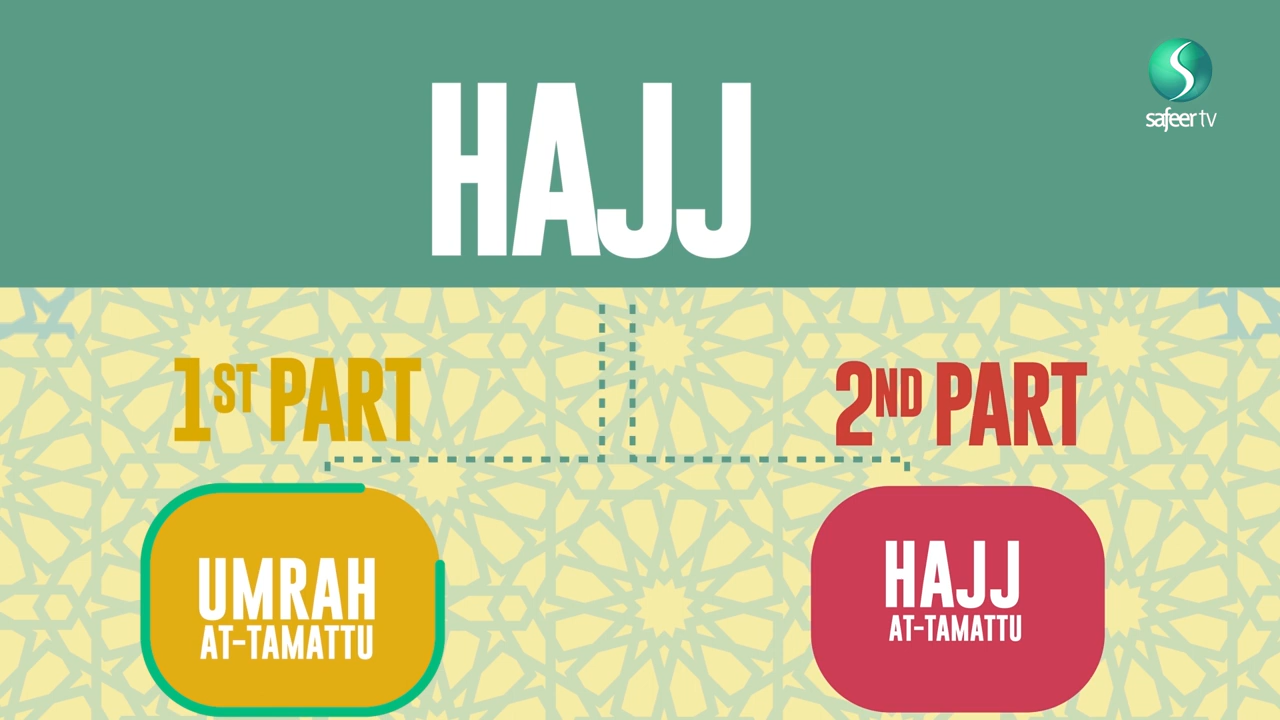 HAJJ
safeer tv
1ST PART
2ND PART
UMRAH
AT-TAMATTU
HAJJ
AT-TAMATTU